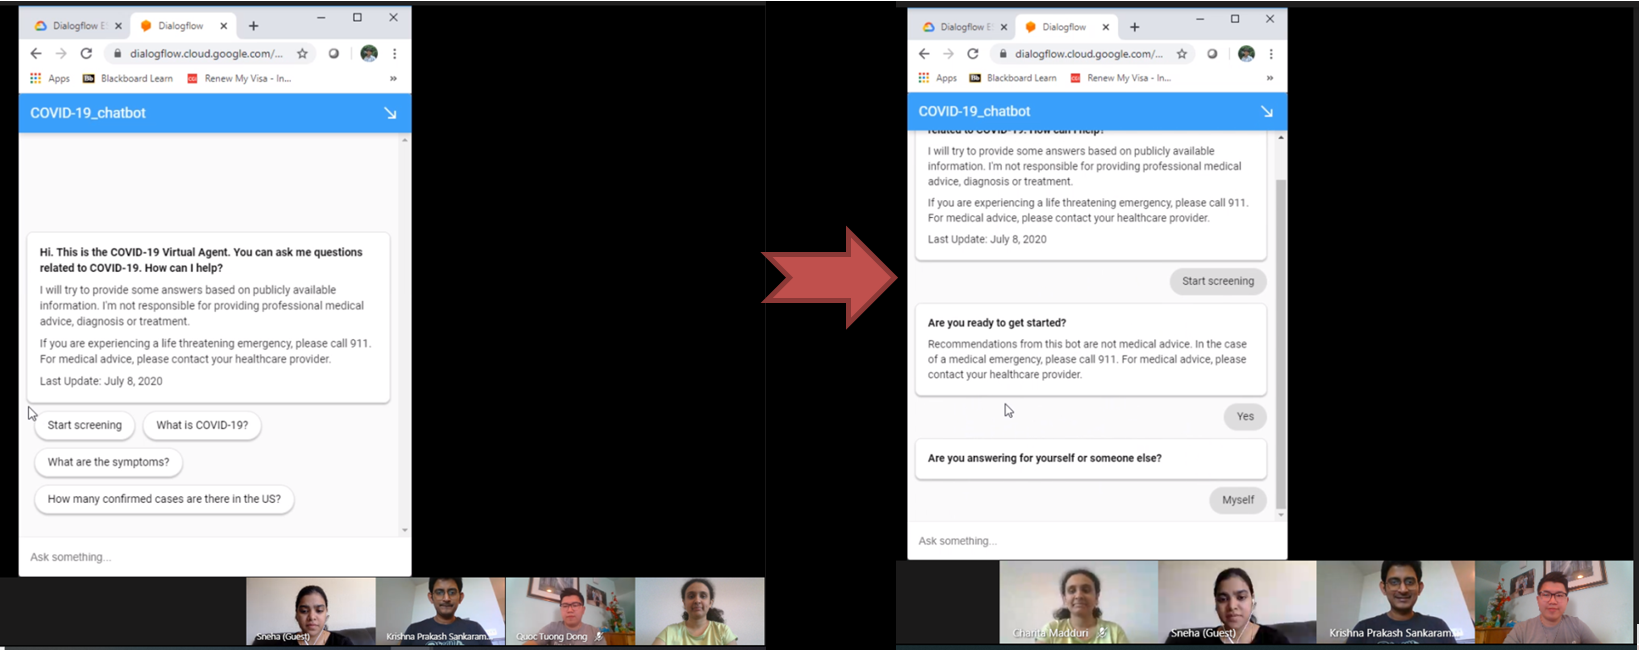 Dialogflow E
Dialogflow
dialogflow.cloud.google.com/...
Apps
Blackboard Learn
Renew My Visa - In...
COVID-19_chatbot
Hi. This is the COVID-19 Virtual Agent. You can ask me questions
related to COVID-19. How can I help?
I will try to provide some answers based on publicly available
information. I'm not responsible for providing professional medical
advice, diagnosis or treatment.
If you are experiencing a life threatening emergency, please call 911.
For medical advice, please contact your healthcare provider.
Last Update: July 8, 2020
Start screening
What is COVID-19?
What are the symptoms?
How many confirmed cases are there in the US?
Ask something...
Sneha (Guest)
Krishna Prakash Sankaram...
Quoc Tuong Dong
Dialogflow E
Dialogflow
dialogflow.cloud.google.com/...
Apps
Bb
Blackboard Learn
Renew My Visa - In...
COVID-19_chatbot
related to COVID-19. How can I help?
I will try to provide some answers based on publicly available
information. I'm not responsible for providing professional medical
advice, diagnosis or treatment.
If you are experiencing a life threatening emergency, please call 911.
For medical advice, please contact your healthcare provider.
Last Update: July 8, 2020
Start screening
Are you ready to get started?
Recommendations from this bot are not medical advice. In the case
of a medical emergency, please call 911. For medical advice, please
contact your healthcare provider.
Yes
Are you answering for yourself or someone else?
Myself
Ask something...
Charita Madduri
Sneha (Guest)
Krishna Prakash Sankaram...